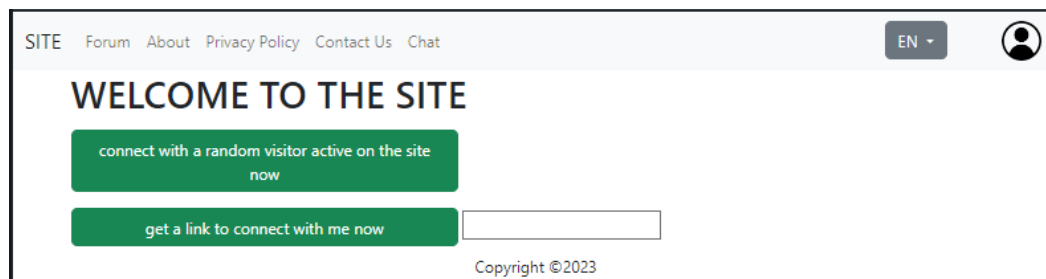 SITE Forum About Privacy Policy Contact Us Chat EN
WELCOME TO THE SITE
connect with a random visitor active on the site
now
get a link to connect with me now
Copyright ©2023